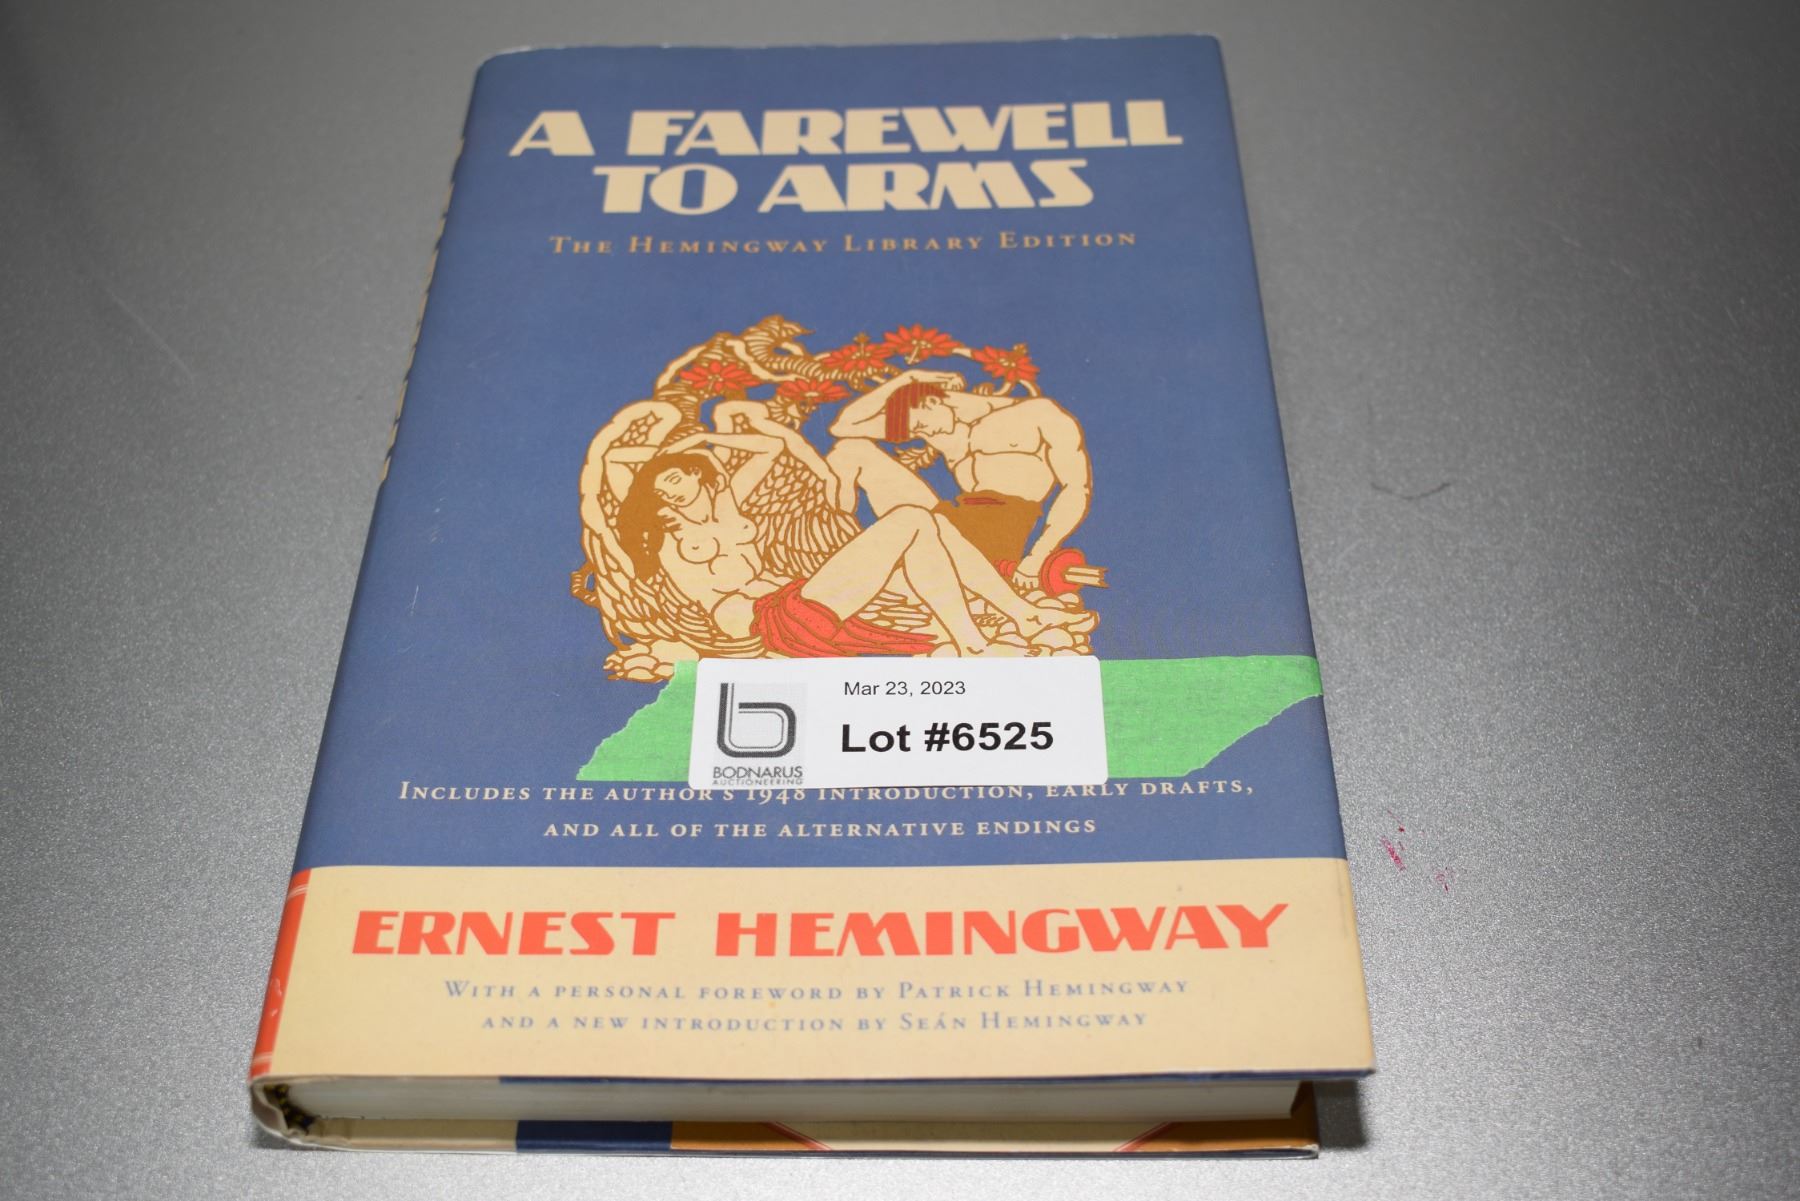 A FAREWELL
TO ARMS
THE HEMINGWAY LIBRARY EDITION
Mar 23, 2023
Lot #6525
BODNARUS
AUCTIONEERING
INCLUDES THE AUTHOR'S 1948 INTRODUCTION, EARLY DRAFTS,
AND ALL OF THE ALTERNATIVE ENDINGS
ERNEST HEMINGWAY
WITH A PERSONAL FOREWORD BY PATRICK HEMINGWAY
AND A NEW INTRODUCTION BY SEÁN HEMINGWAY